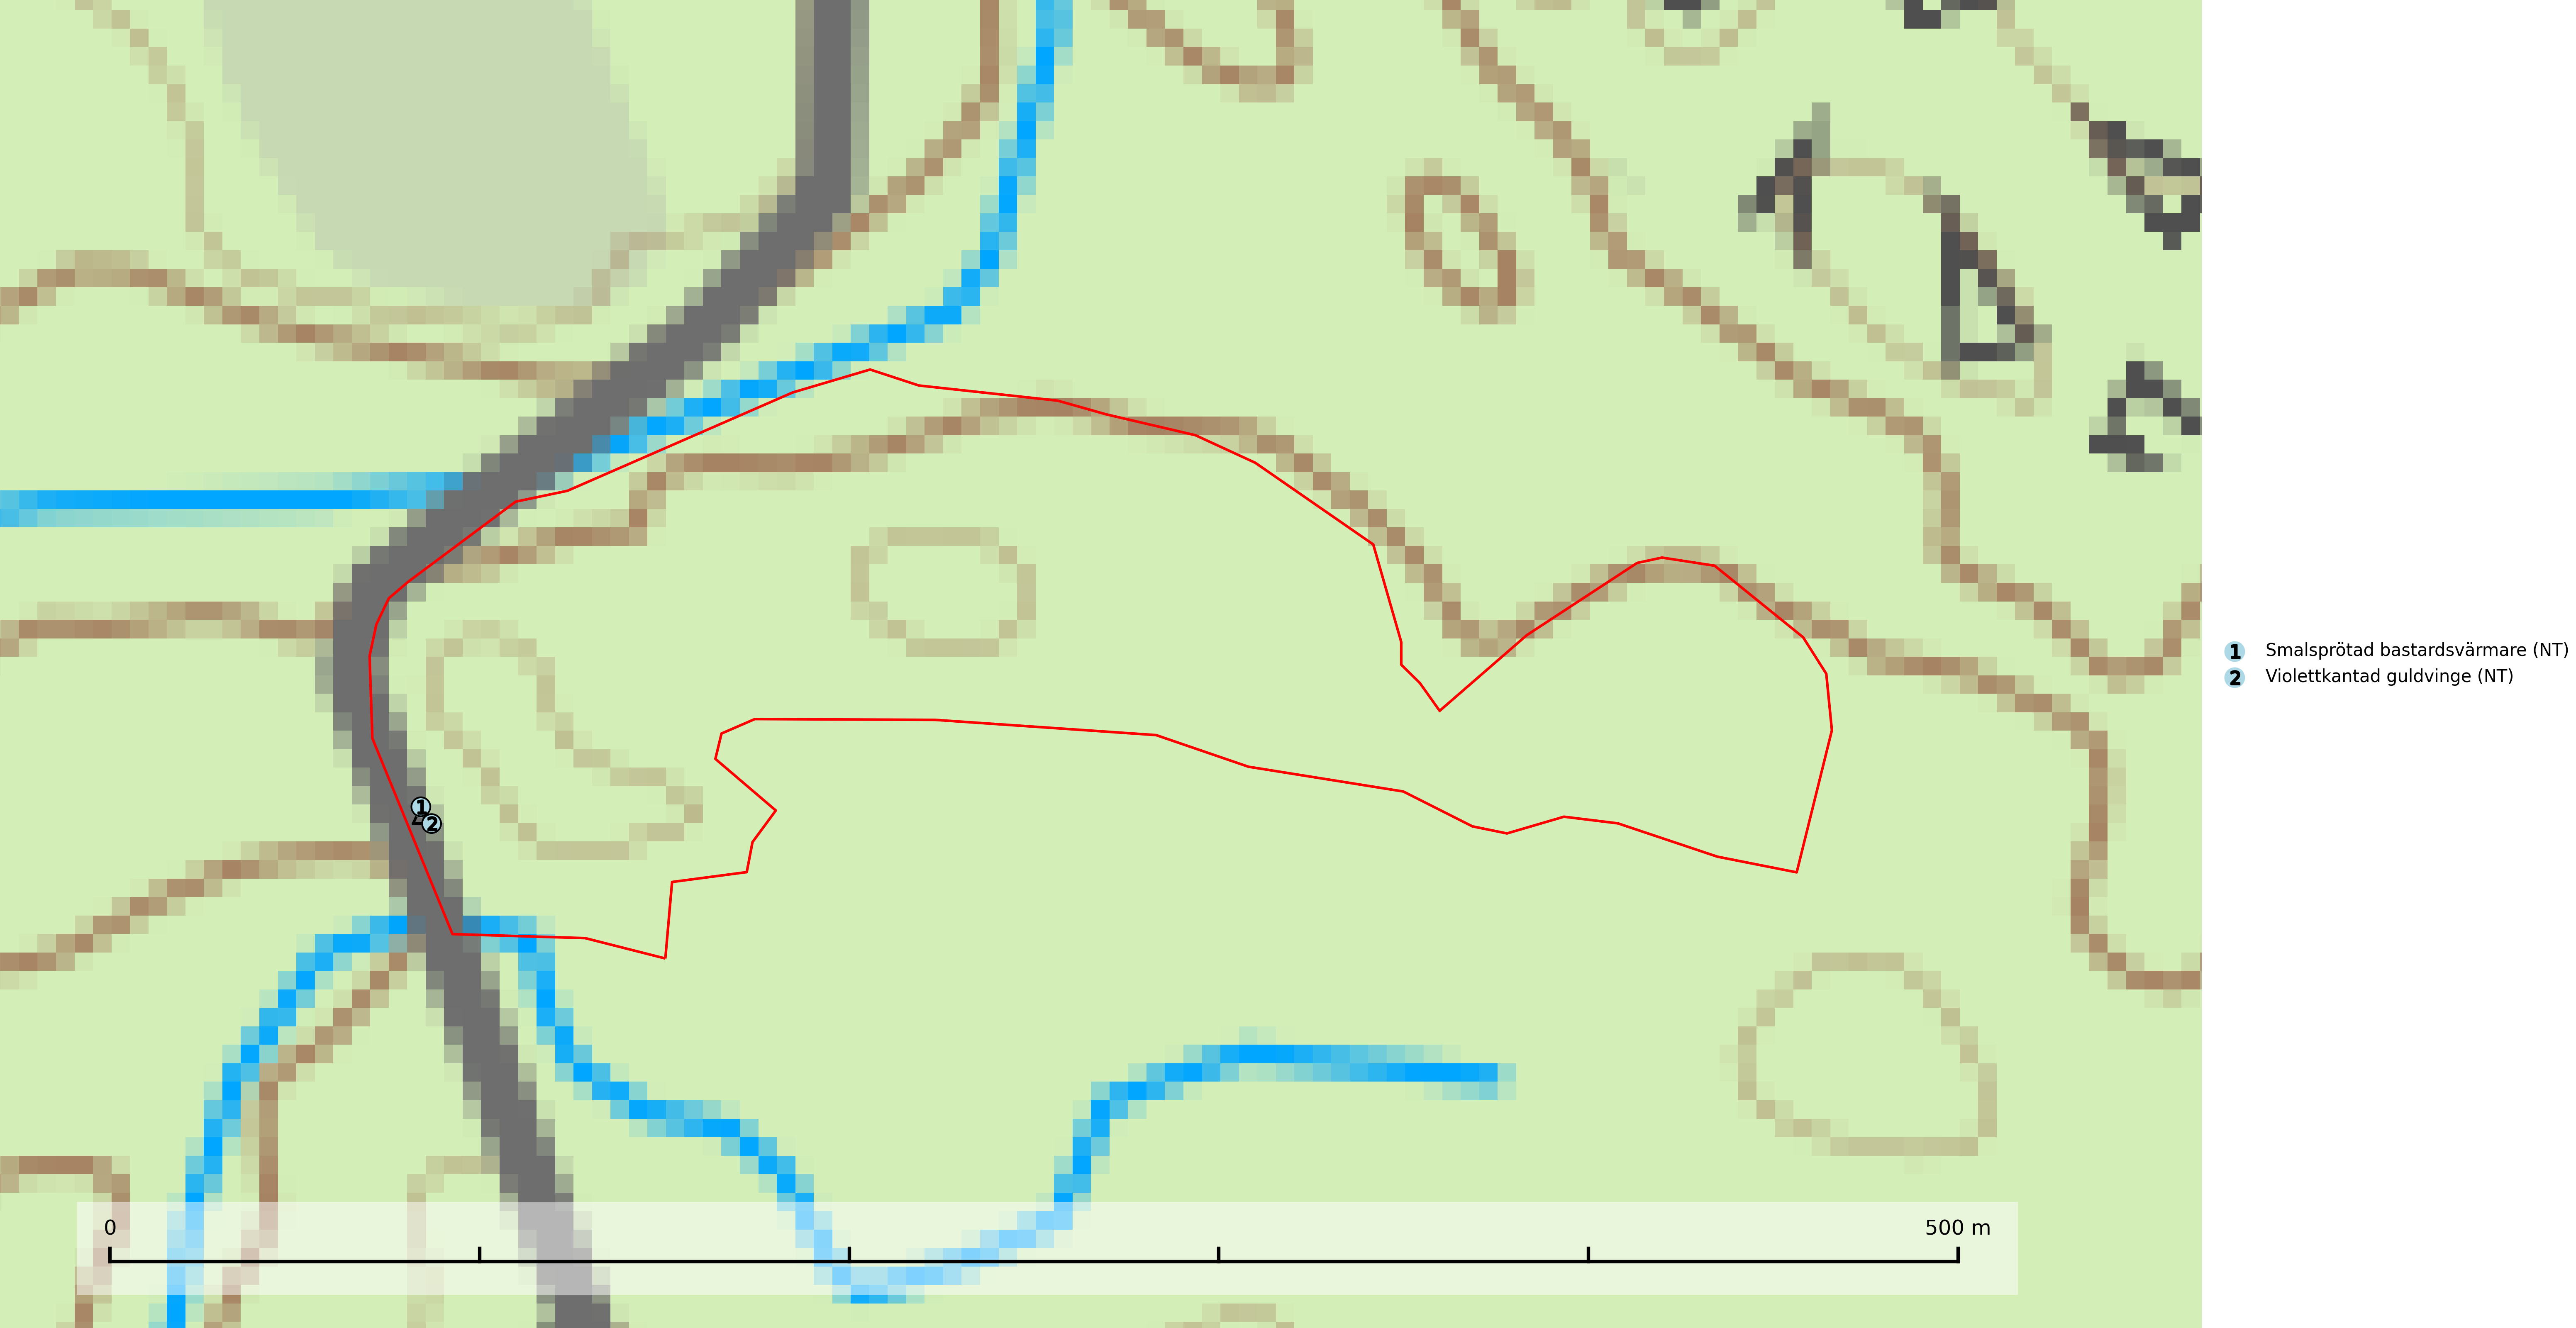 1
2
1 Smalsprötad bastardsvärmare (NT)
2 Violettkantad guldvinge (NT)
0 500 m